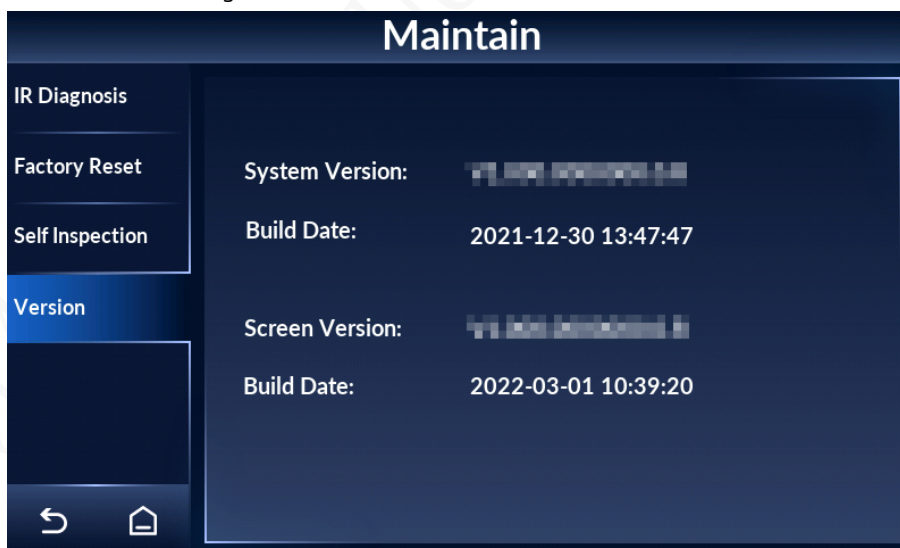 Maintain
IR Diagnosis
Factory Reset
Self Inspection
Version
System Version:
Build Date: 2021-12-30 13:47:47
Screen Version:
Build Date: 2022-03-01 10:39:20